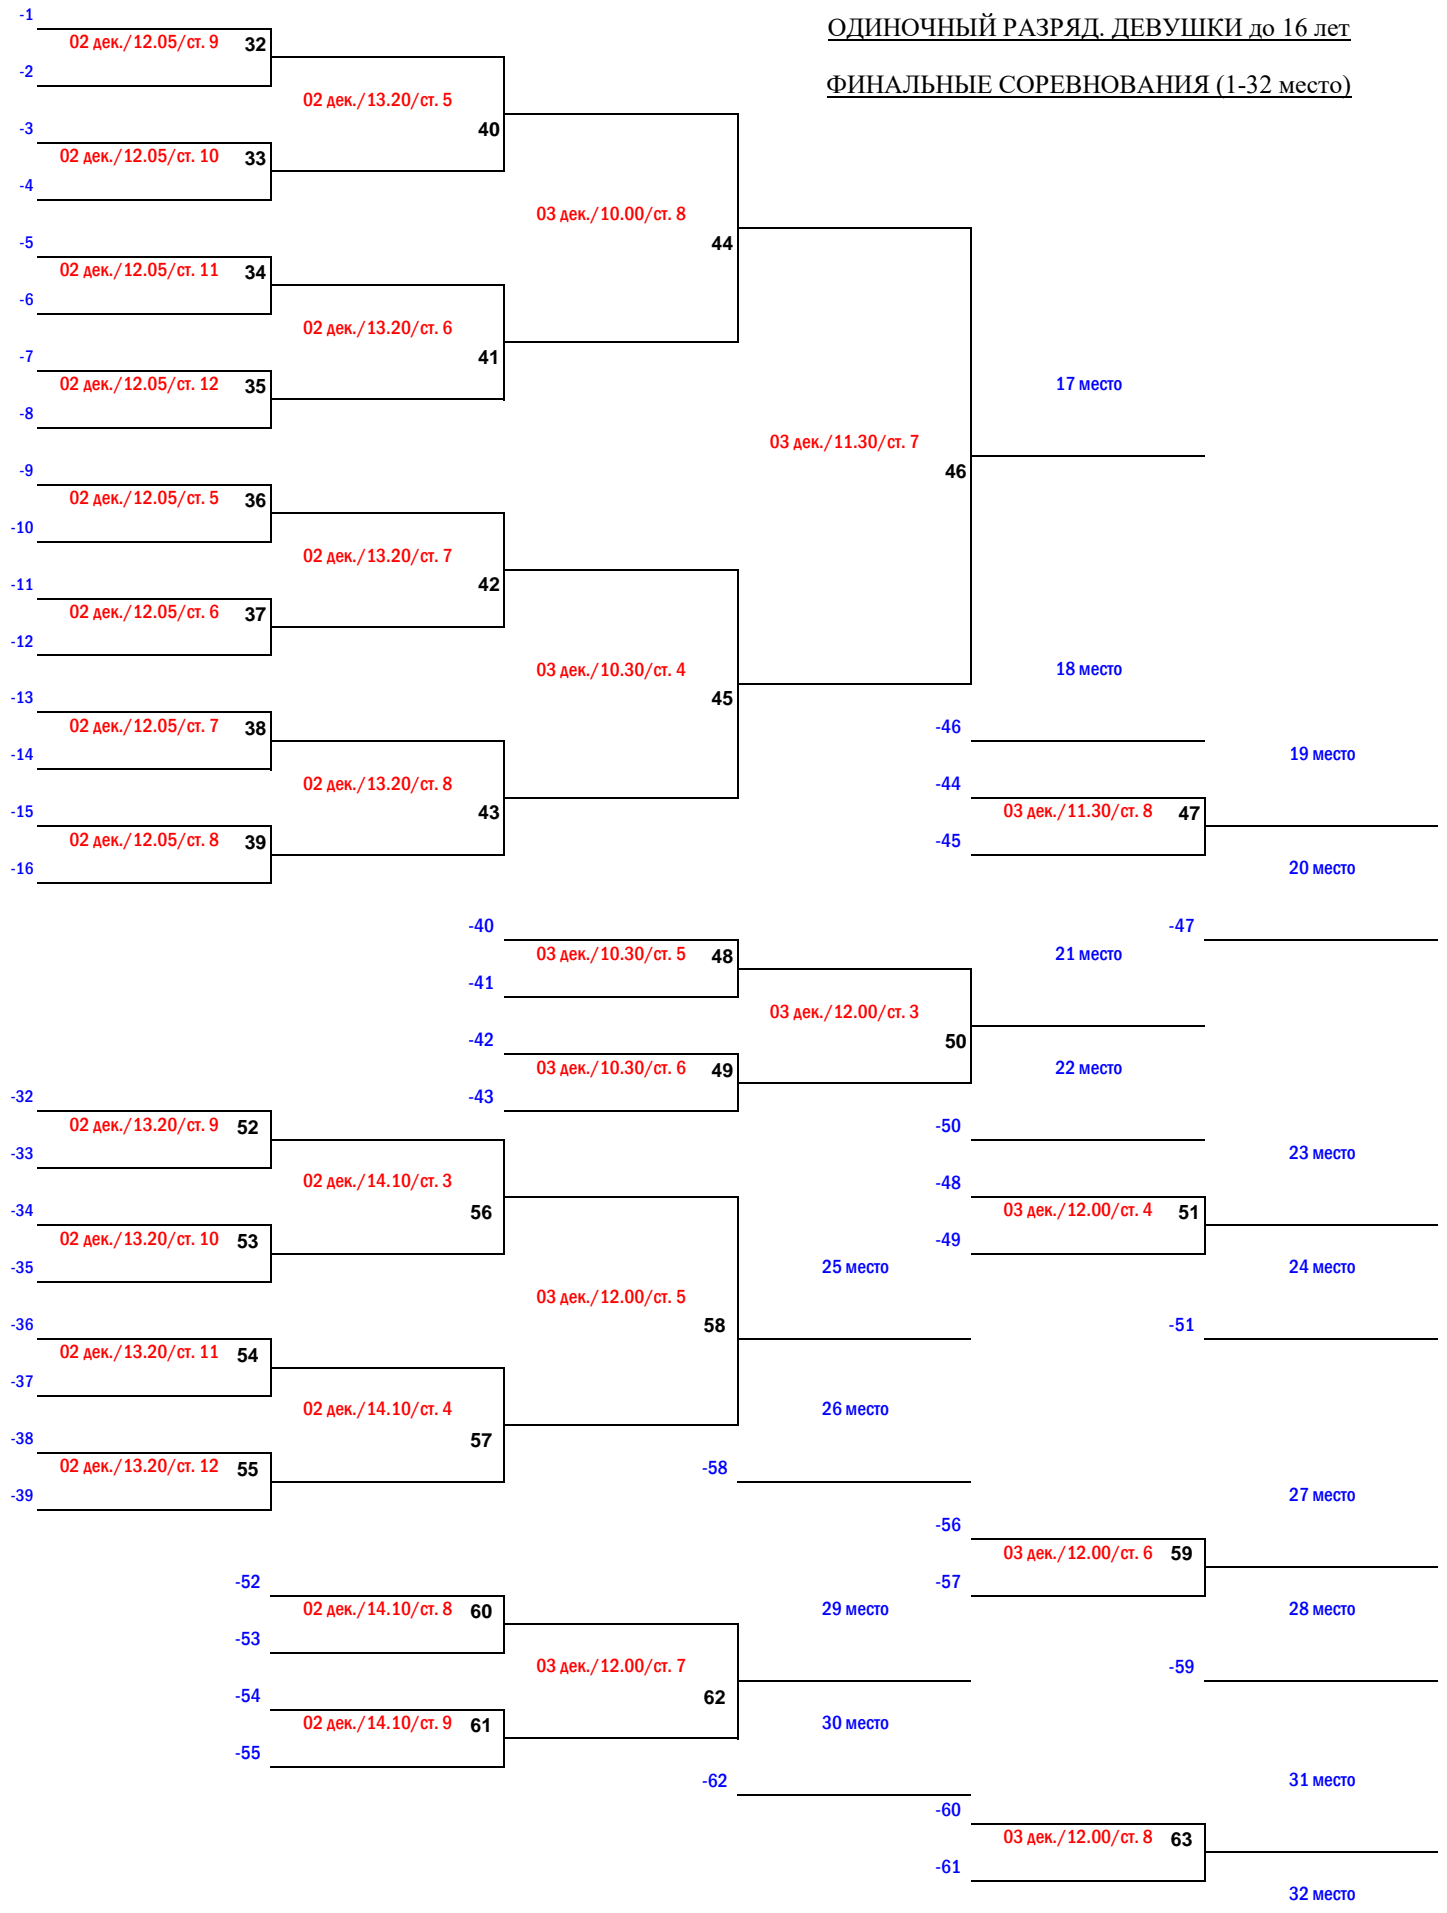 -1
ОДИНОЧНЫЙ РАЗРЯД. ДЕВУШКИ до 16 лет
02 дек./12.05/ст. 9 32
-2
ФИНАЛЬНЫЕ СОРЕВНОВАНИЯ (1-32 место)
02 дек./13.20/ст. 5
-3
40
02 дек./12.05/ст. 10 33
-4
03 дек./10.00/ст. 8
-5
44
02 дек./12.05/ст. 11 34
-6
02 дек./13.20/ст. 6
-7
41
02 дек./12.05/ст. 12 35
17 место
-8
03 дек./11.30/ст. 7
-9
46
02 дек./12.05/ст. 5 36
-10
02 дек./13.20/ст. 7
-11
42
02 дек./12.05/ст. 6 37
-12
03 дек./10.30/ст. 4
18 место
-13
45
02 дек./12.05/ст. 7 38
-46
-14
19 место
02 дек./13.20/ст. 8
-44
-15
43
03 дек./11.30/ст. 8 47
02 дек./12.05/ст. 8 39
-45
-16
20 место
-40
-47
03 дек./10.30/ст. 5 48
21 место
-41
03 дек./12.00/ст. 3
-42
50
03 дек./10.30/ст. 6 49
22 место
-32
-43
02 дек./13.20/ст. 9 52
-50
-33
23 место
02 дек./14.10/ст. 3
-48
-34
56
03 дек./12.00/ст. 4 51
02 дек./13.20/ст. 10 53
-49
-35
25 место
24 место
03 дек./12.00/ст. 5
-36
58
-51
02 дек./13.20/ст. 11 54
-37
02 дек./14.10/ст. 4
26 место
-38
57
02 дек./13.20/ст. 12 55
-58
-39
27 место
-56
03 дек./12.00/ст. 6 59
-52
-57
02 дек./14.10/ст. 8 60
29 место
28 место
-53
03 дек./12.00/ст. 7
-59
-54
62
02 дек./14.10/ст. 9 61
30 место
-55
-62
31 место
-60
03 дек./12.00/ст. 8 63
-61
32 место